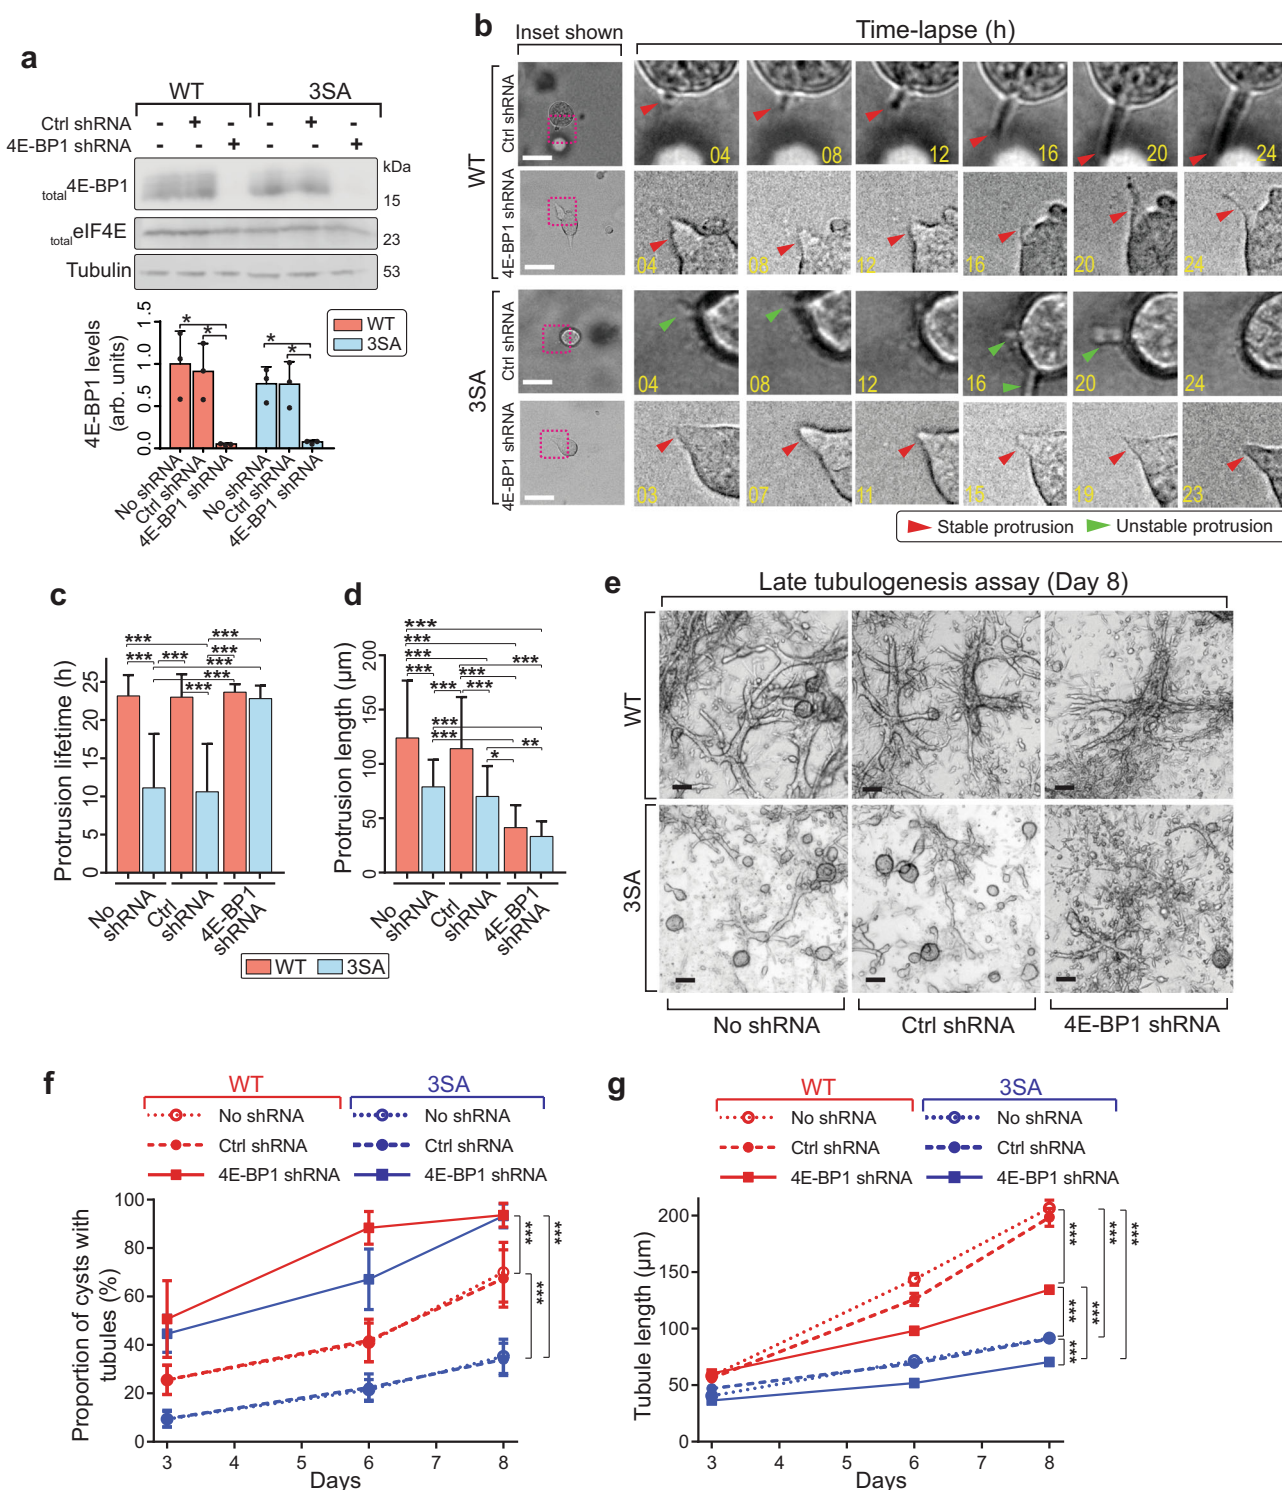 a
WT 3SA
Ctrl shRNA - + - - + -
4E-BP1 shRNA - - + - - +
kDa
total4E-BP1 15
totaleIF4E 23
Tubulin 53
4E-BP1 levels (arb. units)
1.5
1.0
0.5
0.0
* * * *
WT
3SA
No shRNA
Ctrl shRNA
4E-BP1 shRNA
No shRNA
Ctrl shRNA
4E-BP1 shRNA
b
Inset shown Time-lapse (h)
WT
Ctrl shRNA
04 08 12 16 20 24
4E-BP1 shRNA
04 08 12 16 20 24
3SA
Ctrl shRNA
04 08 12 16 20 24
4E-BP1 shRNA
03 07 11 15 19 23
Stable protrusion Unstable protrusion
c
Protrusion lifetime (h)
25
20
15
10
5
0
*** *** *** *** *** *** *** ***
No shRNA
Ctrl shRNA
4E-BP1 shRNA
d
Protrusion length (µm)
200
150
100
50
0
*** *** *** *** *** *** *** *** *** *** ** *
No shRNA
Ctrl shRNA
4E-BP1 shRNA
WT 3SA
e
Late tubulogenesis assay (Day 8)
WT
3SA
No shRNA Ctrl shRNA 4E-BP1 shRNA
f
WT 3SA
No shRNA No shRNA
Ctrl shRNA Ctrl shRNA
4E-BP1 shRNA 4E-BP1 shRNA
Proportion of cysts with tubules (%)
100
80
60
40
20
0
*** *** ***
3 4 5 6 7 8
Days
g
WT 3SA
No shRNA No shRNA
Ctrl shRNA Ctrl shRNA
4E-BP1 shRNA 4E-BP1 shRNA
Tubule length (µm)
200
150
100
50
0
*** *** *** *** *** ***
3 4 5 6 7 8
Days